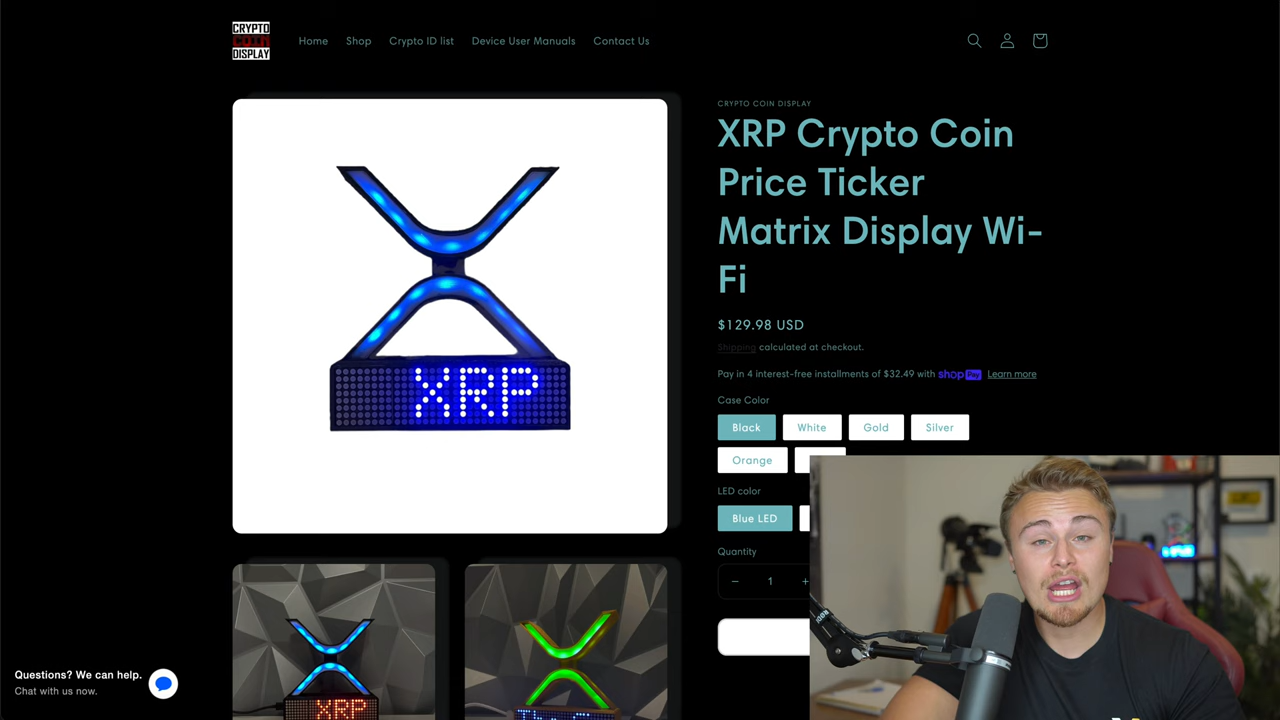 CRYPTO
COIN
DISPLAY
Home
Shop
Crypto ID list
Device User Manuals
Contact Us
CRYPTO COIN DISPLAY
XRP Crypto Coin
Price Ticker
Matrix Display Wi-
Fi
$129.98 USD
Shipping calculated at checkout.
Pay in 4 interest-free installments of $32.49 with shop Pay Learn more
Case Color
Black
White
Gold
Silver
Orange
LED color
Blue LED
Quantity
− 1 +
XRP
XRP
Questions? We can help.
Chat with us now.
RØDE